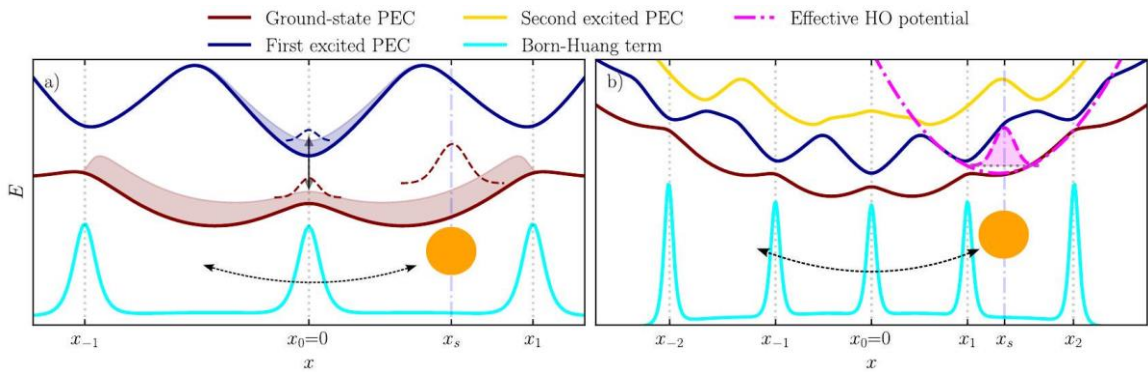 Ground-state PEC Second excited PEC Effective HO potential
First excited PEC Born-Huang term
a)
E
x₋₁ x₀=0 xₛ x₁
x
b)
x₋₂ x₋₁ x₀=0 x₁ xₛ x₂
x